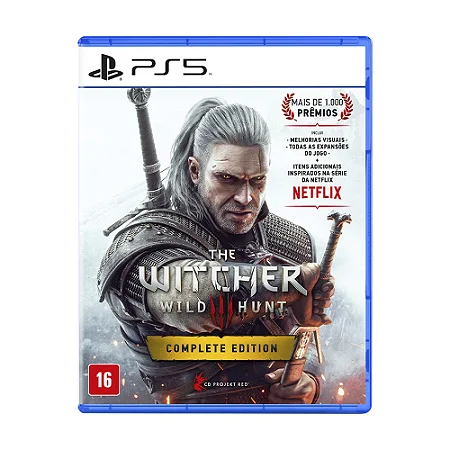 PS5
MAIS DE 1.000
PRÊMIOS
INCLUI
- MELHORIAS VISUAIS -
- TODAS AS EXPANSÕES
DO JOGO -
+
ITENS ADICIONAIS
INSPIRADOS NA SÉRIE
DA NETFLIX
NETFLIX
THE
WITCHER
WILD HUNT
COMPLETE EDITION
16
CD PROJEKT RED